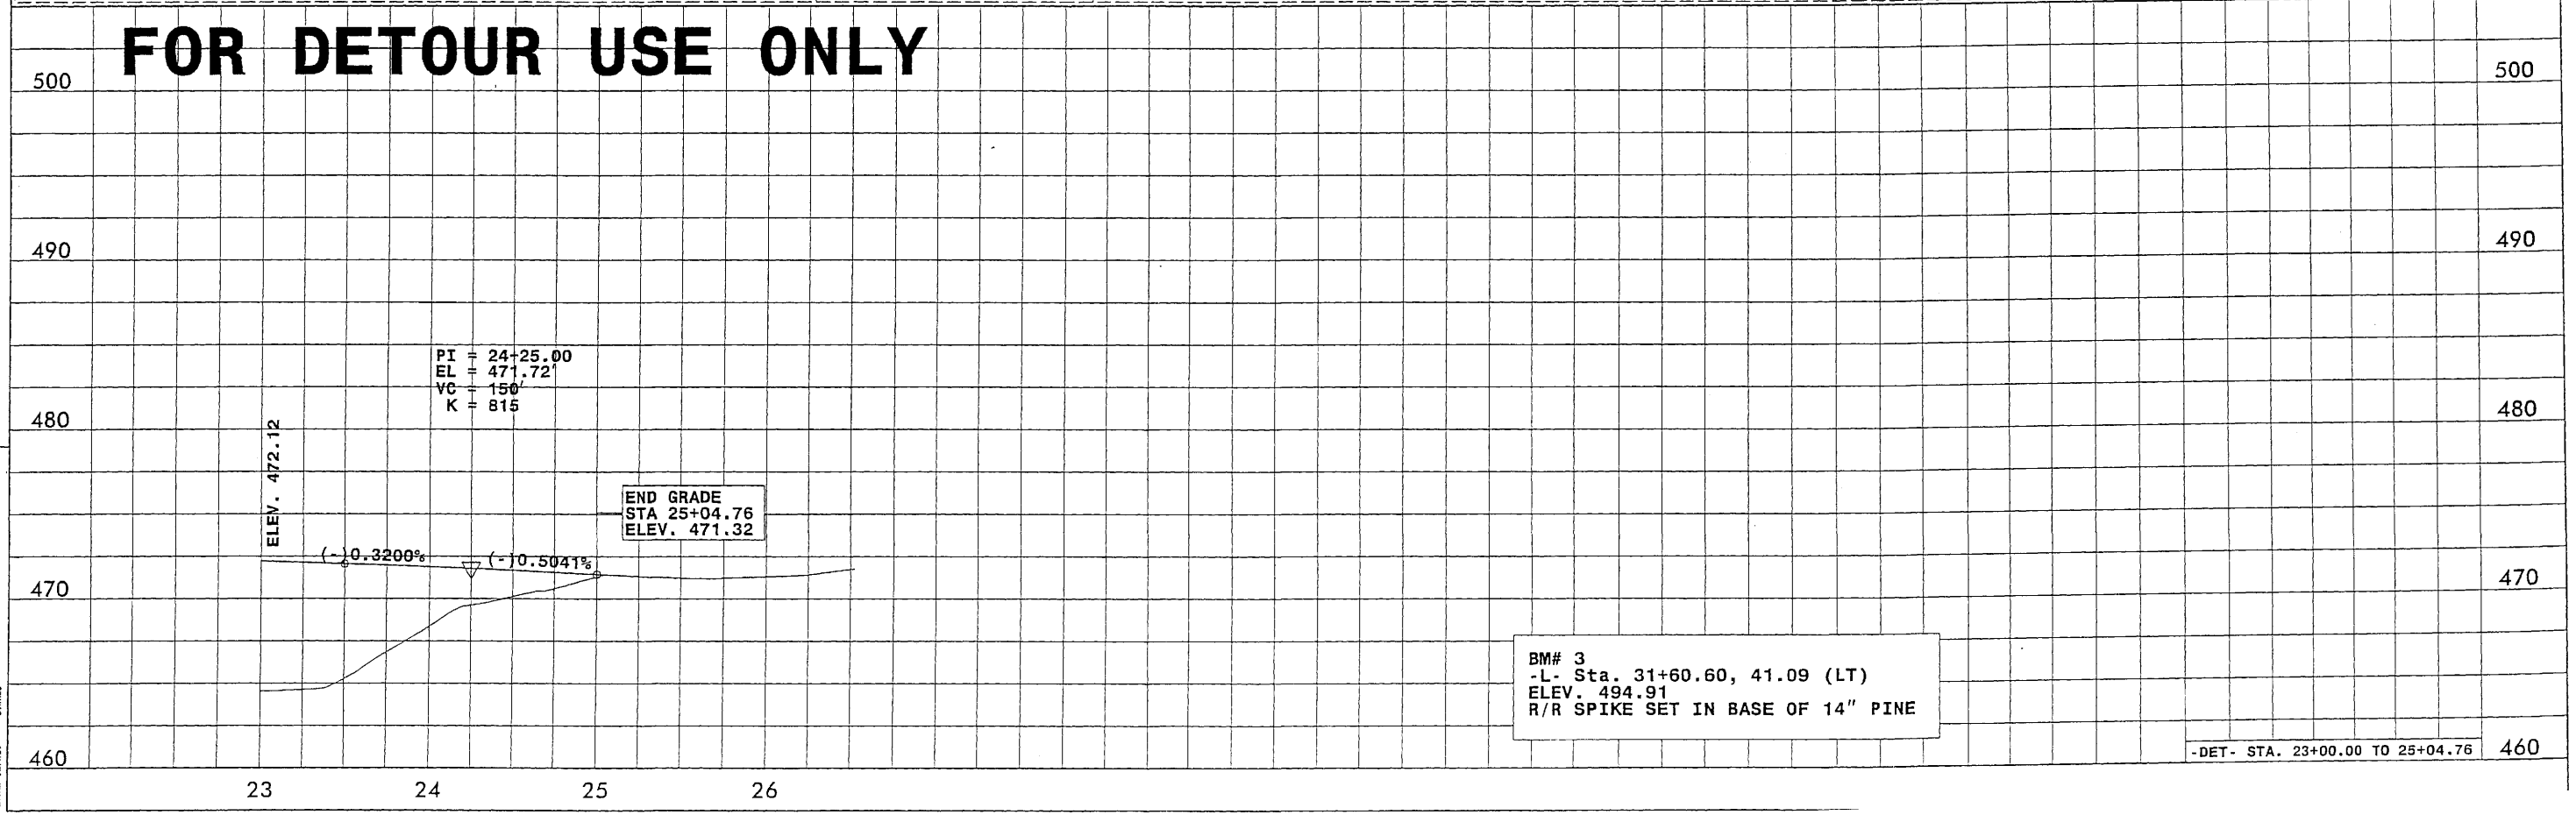 FOR DETOUR USE ONLY
500
500
490
490
PI = 24+25.00
EL = 471.72'
VC = 150'
K = 815
480
480
ELEV. 472.12
END GRADE
STA 25+04.76
ELEV. 471.32
(-)0.3200%
(-)0.5041%
470
470
BM# 3
-L- Sta. 31+60.60, 41.09 (LT)
ELEV. 494.91
R/R SPIKE SET IN BASE OF 14" PINE
460
-DET- STA. 23+00.00 TO 25+04.76
460
23 24 25 26